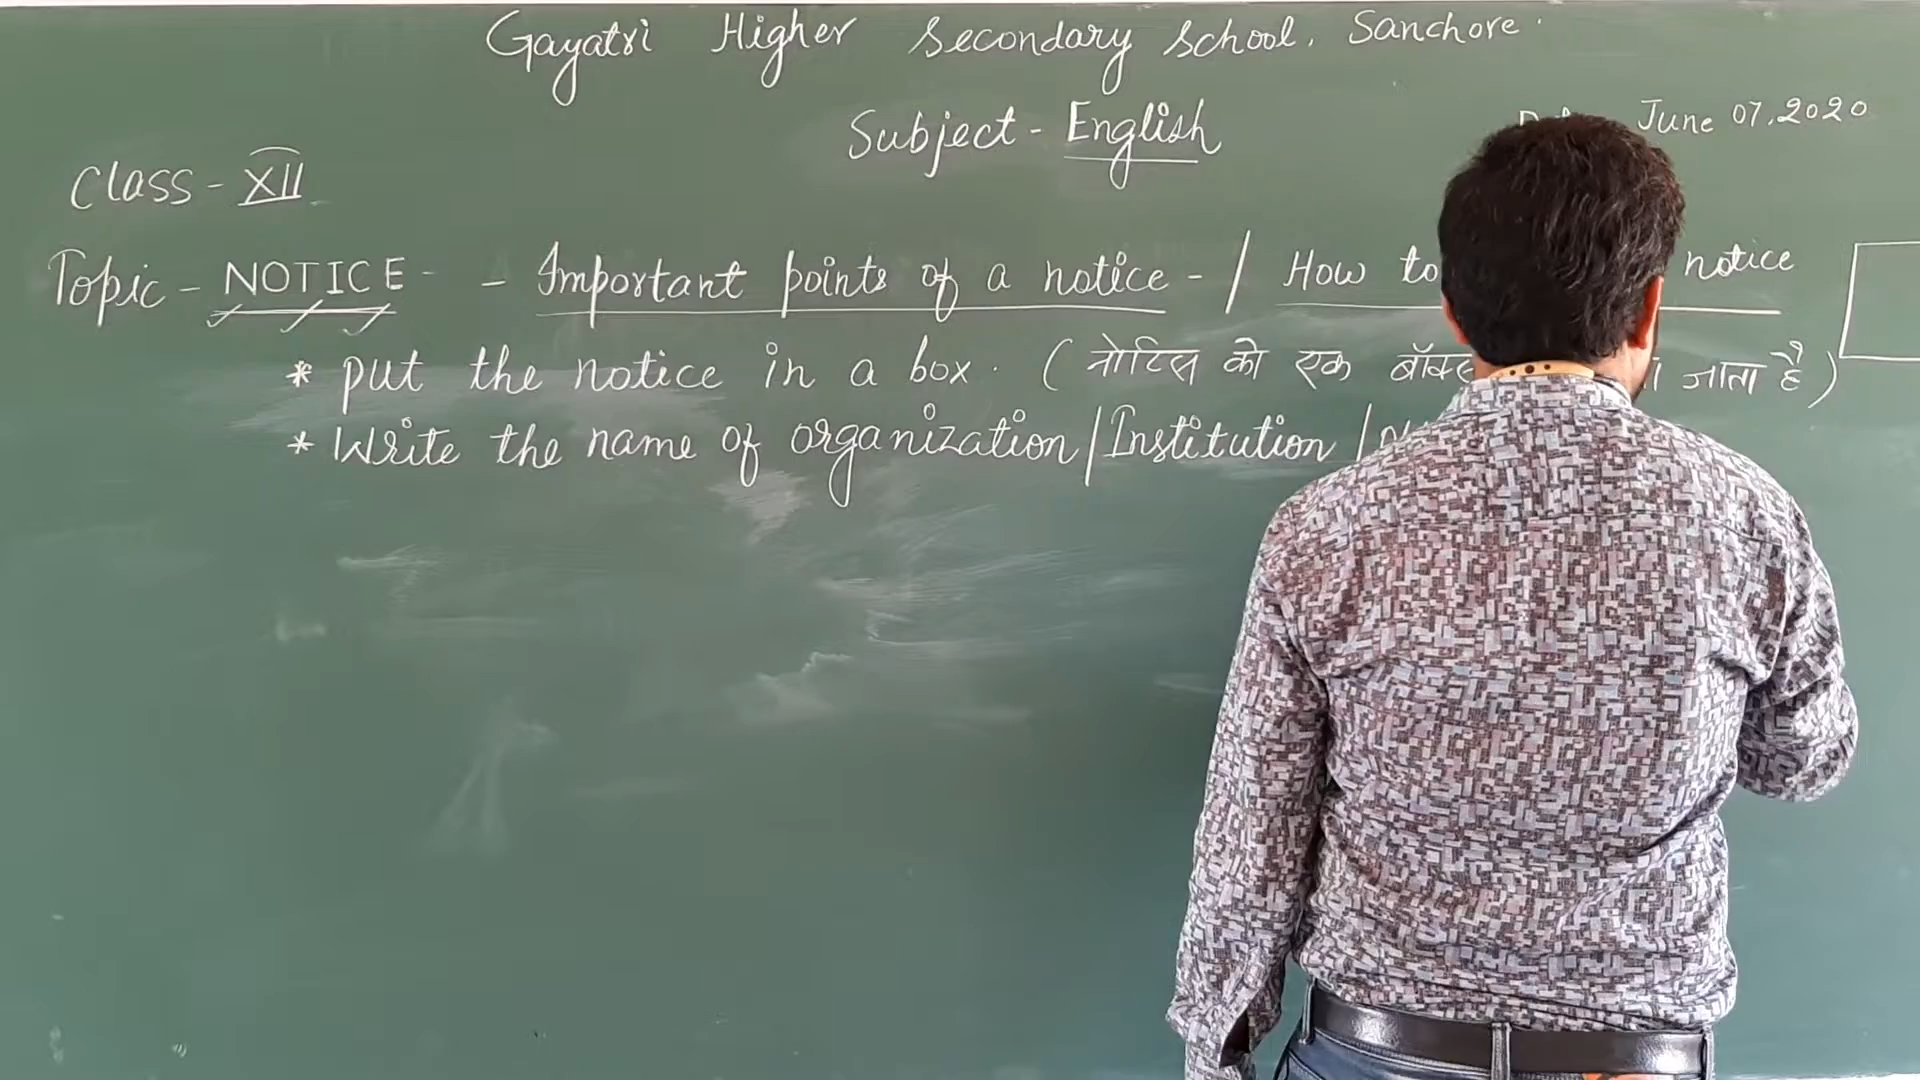 Gayatri Higher Secondary School, Sanchore.
Subject - English
June 07, 2020
Class - XII
Topic - NOTICE - - Important points of a notice - / How to notice
* put the notice in a box. (नोटिस को एक जाता है)
* Write the name of organization/Institution/